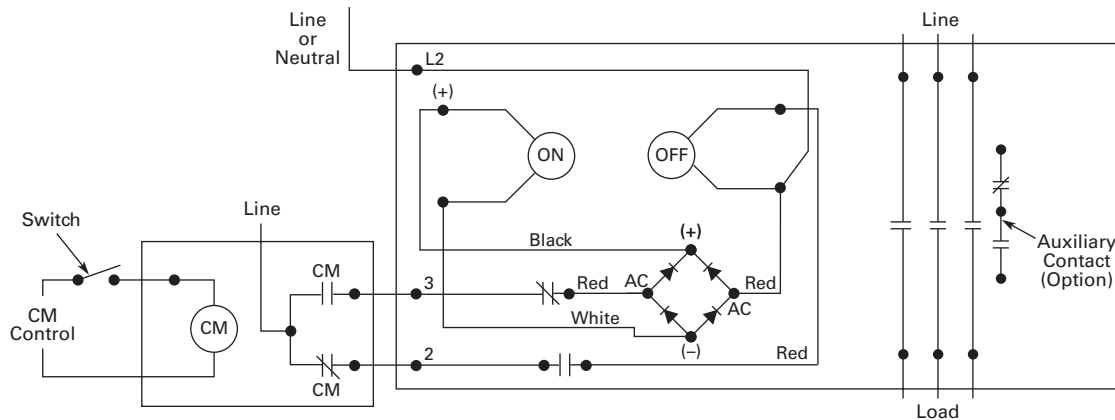 Line
or
Neutral
L2
(+)
ON
OFF
Line
Switch
Line
Black
(+)
Auxiliary
Contact
(Option)
CM
3
Red
AC
Red
AC
CM
Control
CM
White
(–)
2
Red
CM
Load